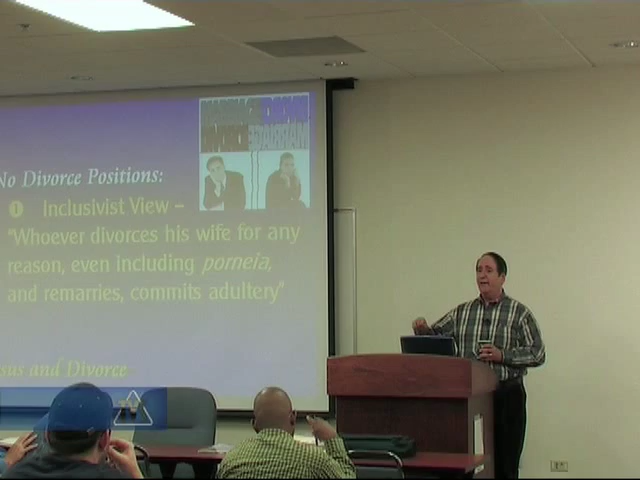 No Divorce Positions:
❶ Inclusivist View –
"Whoever divorces his wife for any
reason, even including porneia,
and remarries, commits adultery"
sus and Divorce